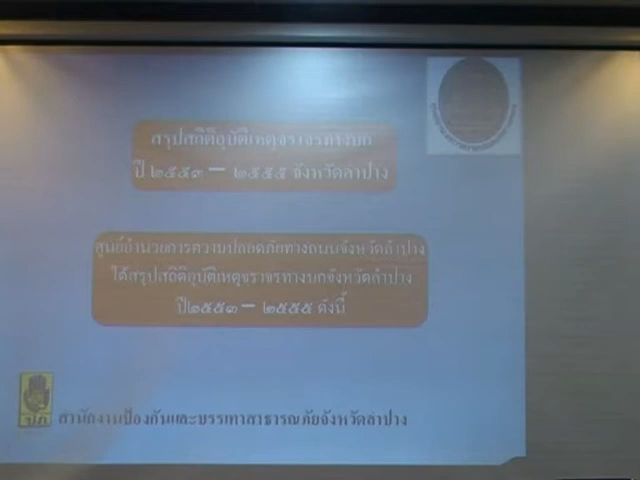 สรุปสถิติอุบัติเหตุจราจรทางบก
ปี ๒๕๕๓ – ๒๕๕๕ จังหวัดลำปาง
ศูนย์อำนวยการความปลอดภัยทางถนนจังหวัดลำปาง
ได้สรุปสถิติอุบัติเหตุจราจรทางบกจังหวัดลำปาง
ปี๒๕๕๓ – ๒๕๕๕ ดังนี้
ปภ
สำนักงานป้องกันและบรรเทาสาธารณภัยจังหวัดลำปาง